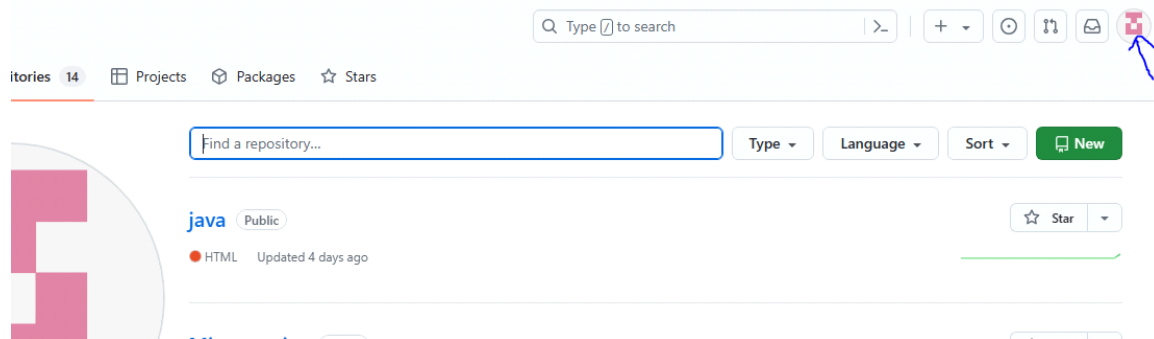 Type / to search
itories 14 Projects Packages Stars
Find a repository...
Type Language Sort New
java Public
Star
HTML Updated 4 days ago